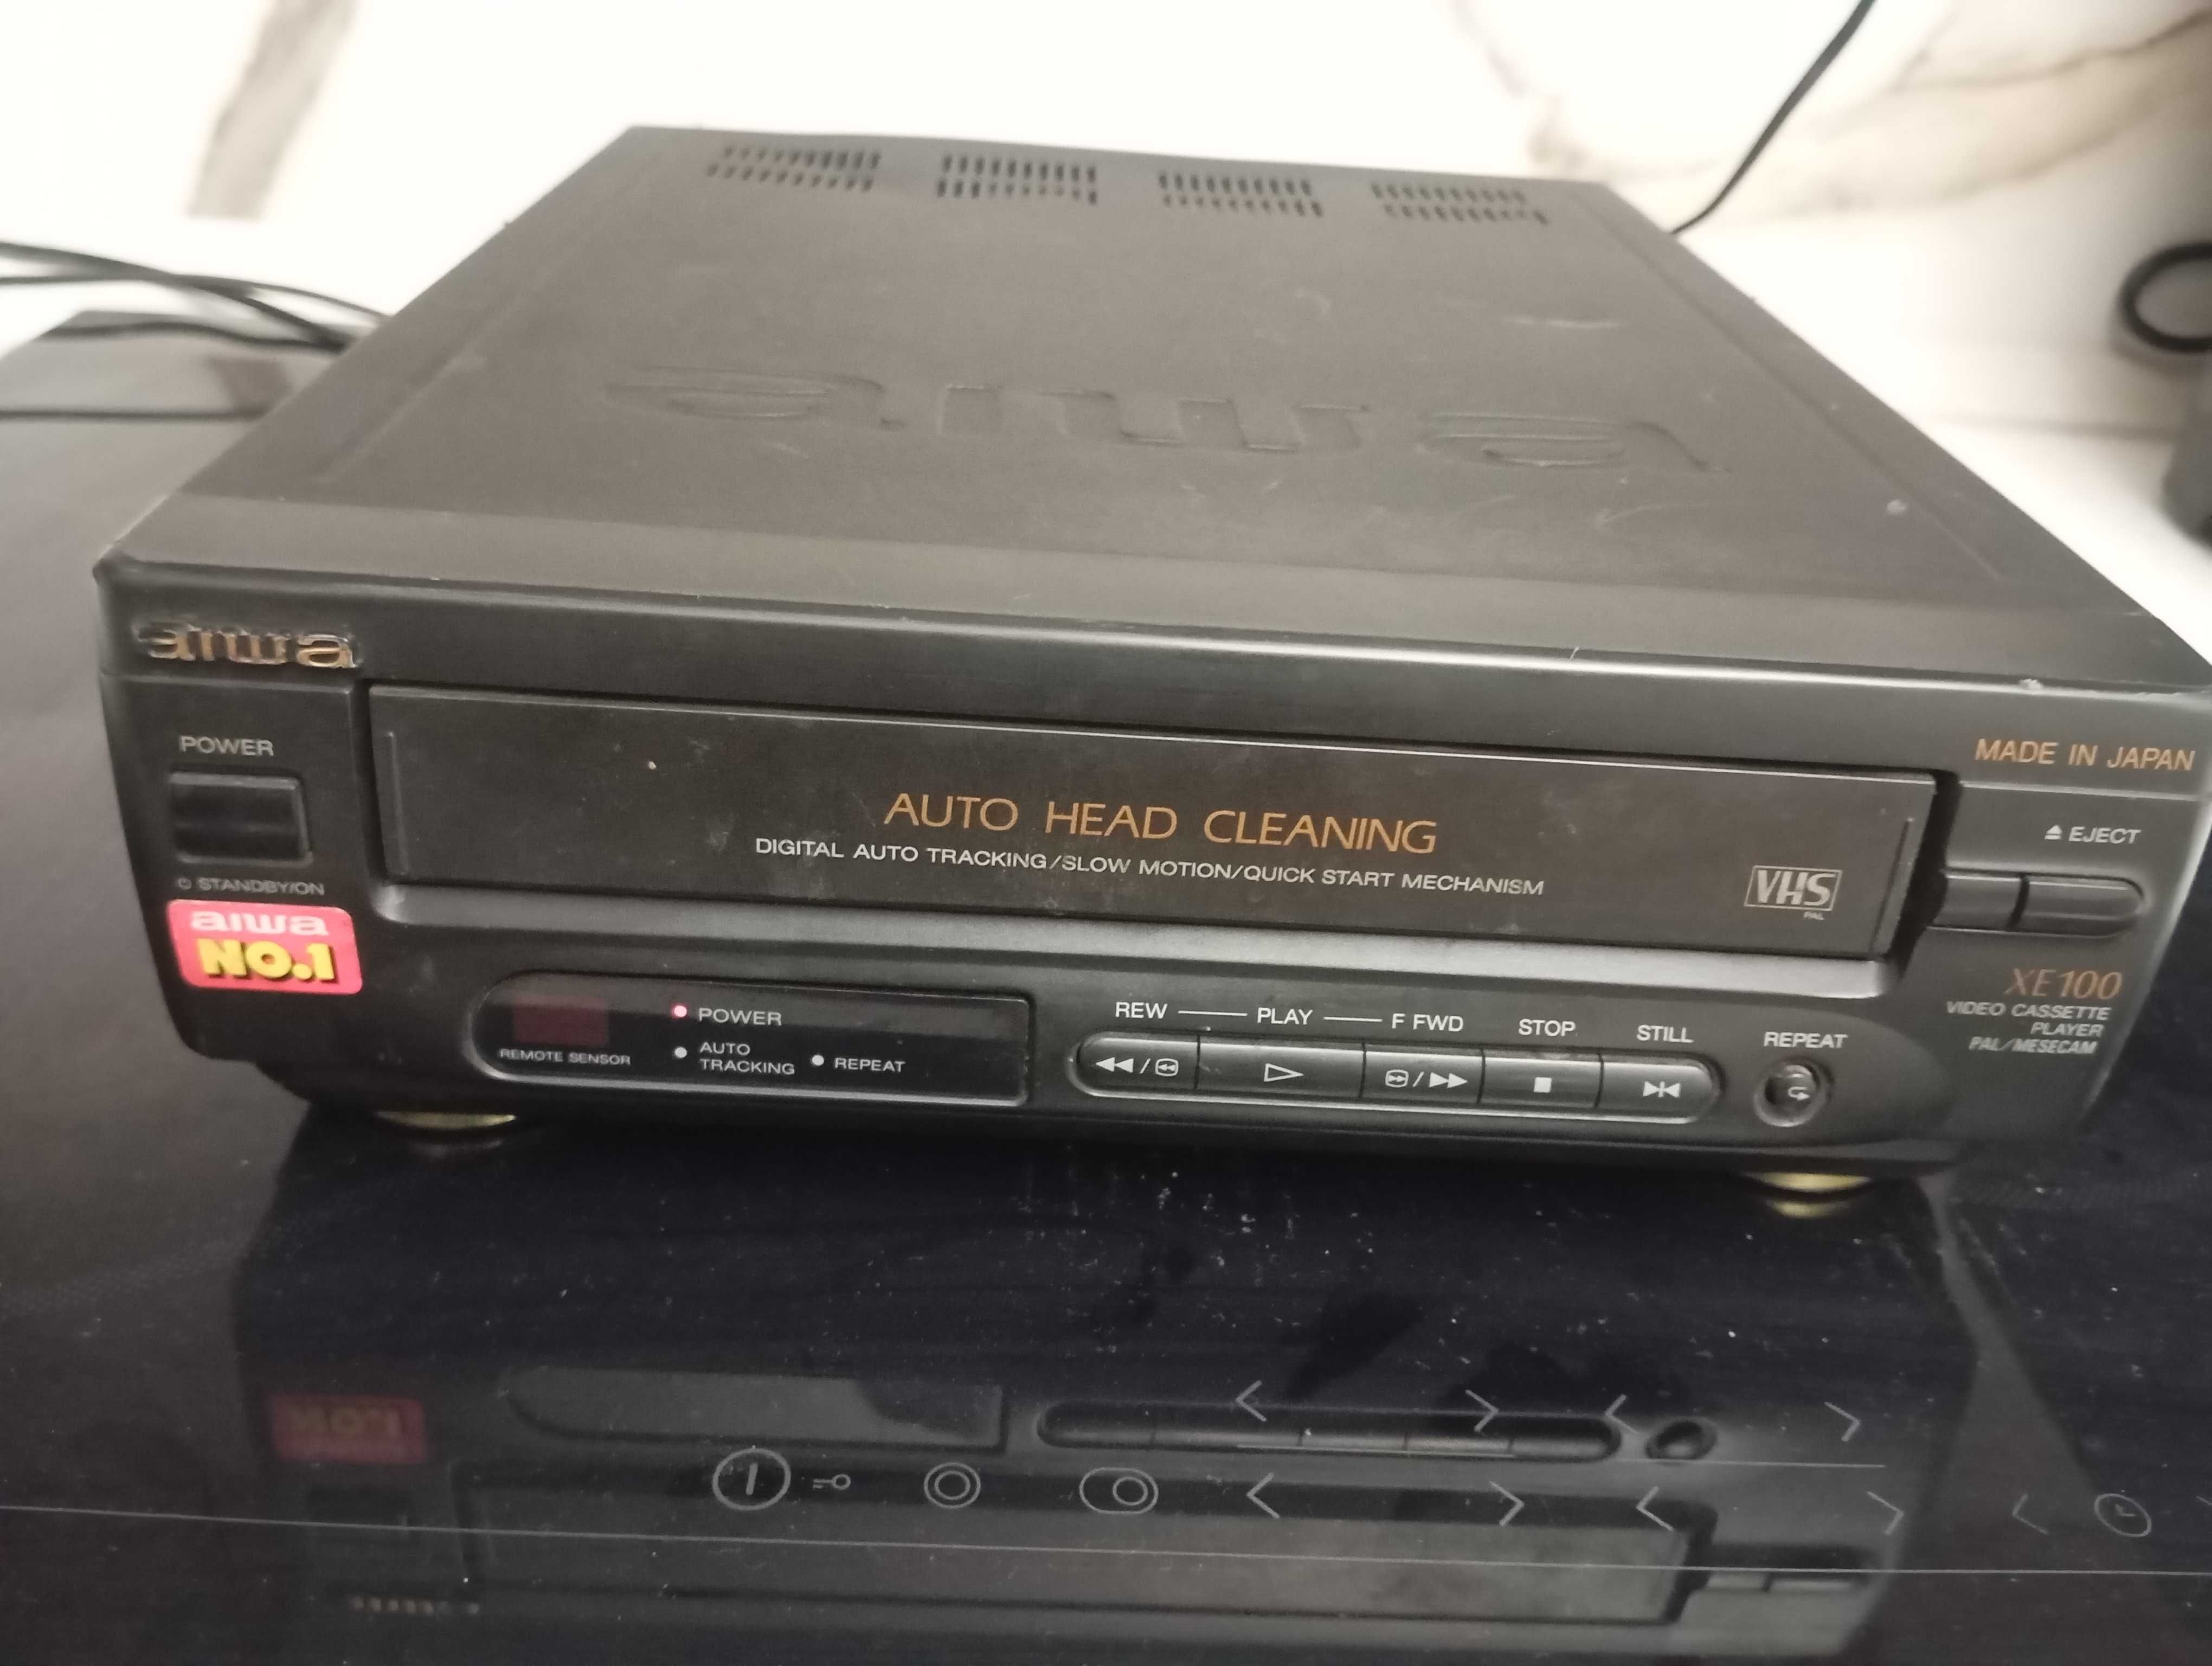 aiwa
aiwa
POWER
STANDBY/ON
aiwa
NO.1
AUTO HEAD CLEANING
DIGITAL AUTO TRACKING/SLOW MOTION/QUICK START MECHANISM
VHS
PAL
MADE IN JAPAN
EJECT
XE100
VIDEO CASSETTE
PLAYER
PAL/MESECAM
REMOTE SENSOR
POWER
AUTO
TRACKING
REPEAT
REW PLAY F FWD STOP STILL REPEAT